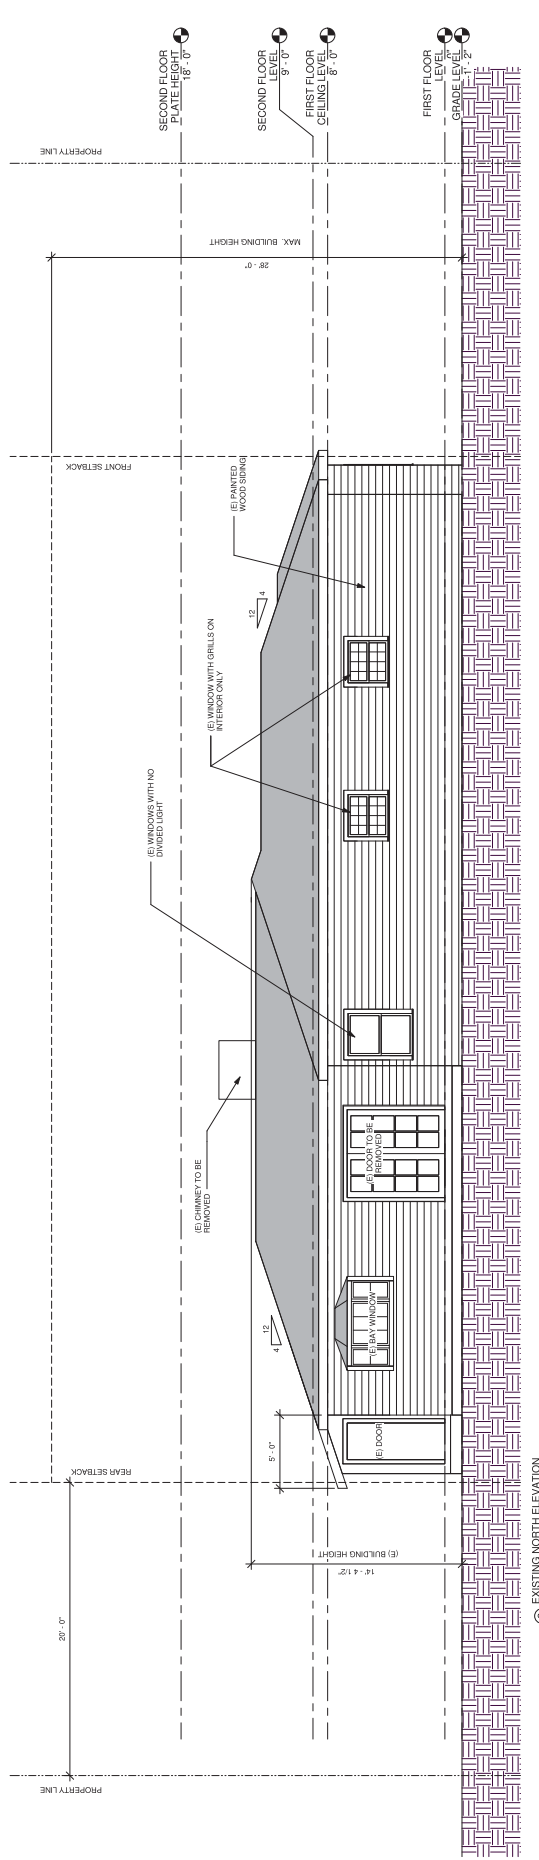 SECOND FLOOR
PLATE HEIGHT
18' - 0"
SECOND FLOOR
LEVEL
9' - 0"
FIRST FLOOR
CEILING LEVEL
8' - 0"
FIRST FLOOR
LEVEL
GRADE LEVEL
-1' - 2"
PROPERTY LINE
MAX. BUILDING HEIGHT
28' - 0"
FRONT SETBACK
(E) PAINTED
WOOD SIDING
12
4
(E) WINDOW WITH GRILLS ON
INTERIOR ONLY
(E) WINDOWS WITH NO
DIVIDED LIGHT
(E) CHIMNEY TO BE
REMOVED
(E) DOOR TO BE
REMOVED
(E) BAY WINDOW
12
4
(E) DOOR
5' - 0"
REAR SETBACK
(E) BUILDING HEIGHT
14' - 4 1/2"
20' - 0"
PROPERTY LINE
EXISTING NORTH ELEVATION